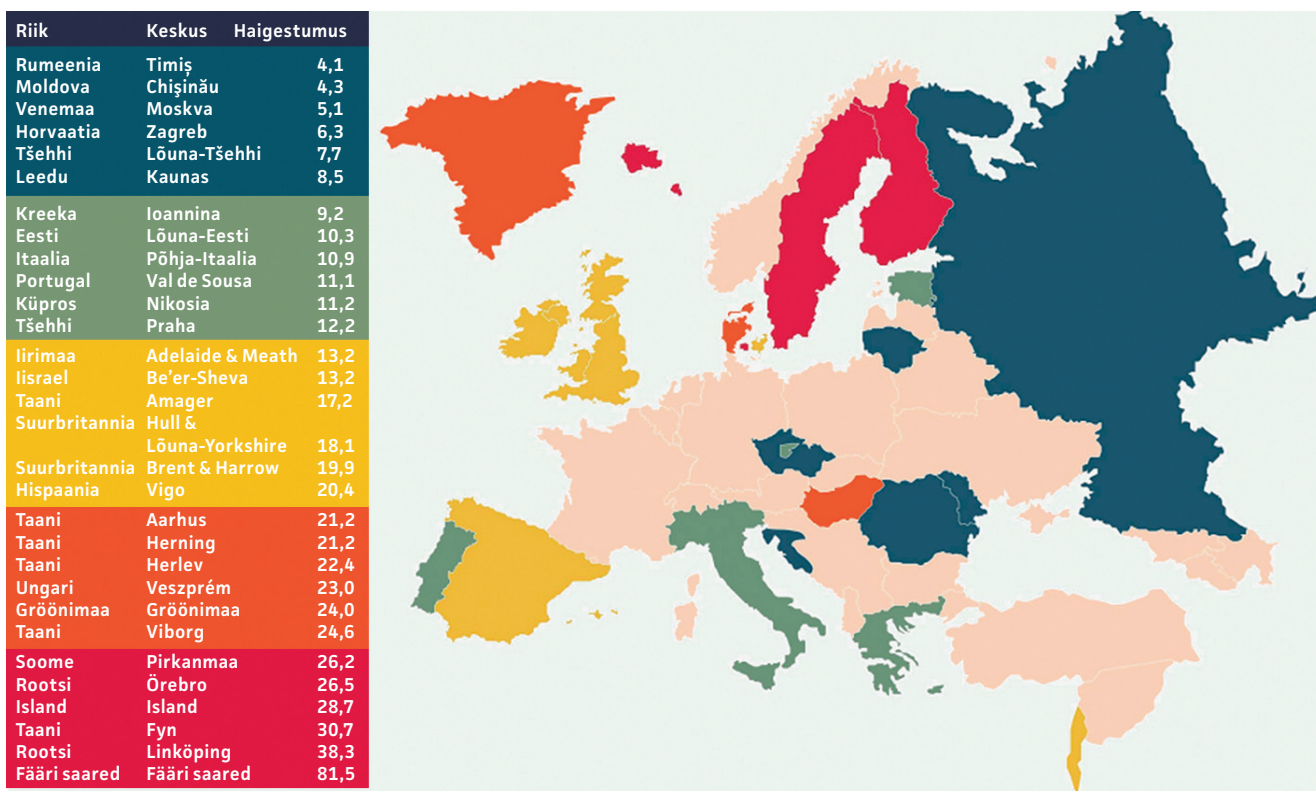 Riik Keskus Haigestumus
Rumeenia Timiș 4,1
Moldova Chişinău 4,3
Venemaa Moskva 5,1
Horvaatia Zagreb 6,3
Tšehhi Lõuna-Tšehhi 7,7
Leedu Kaunas 8,5
Kreeka Ioannina 9,2
Eesti Lõuna-Eesti 10,3
Itaalia Põhja-Itaalia 10,9
Portugal Val de Sousa 11,1
Küpros Nikosia 11,2
Tšehhi Praha 12,2
Iirimaa Adelaide & Meath 13,2
Iisrael Be’er-Sheva 13,2
Taani Amager 17,2
Suurbritannia Hull &
Lõuna-Yorkshire 18,1
Suurbritannia Brent & Harrow 19,9
Hispaania Vigo 20,4
Taani Aarhus 21,2
Taani Herning 21,2
Taani Herlev 22,4
Ungari Veszprém 23,0
Gröönimaa Gröönimaa 24,0
Taani Viborg 24,6
Soome Pirkanmaa 26,2
Rootsi Örebro 26,5
Island Island 28,7
Taani Fyn 30,7
Rootsi Linköping 38,3
Fääri saared Fääri saared 81,5